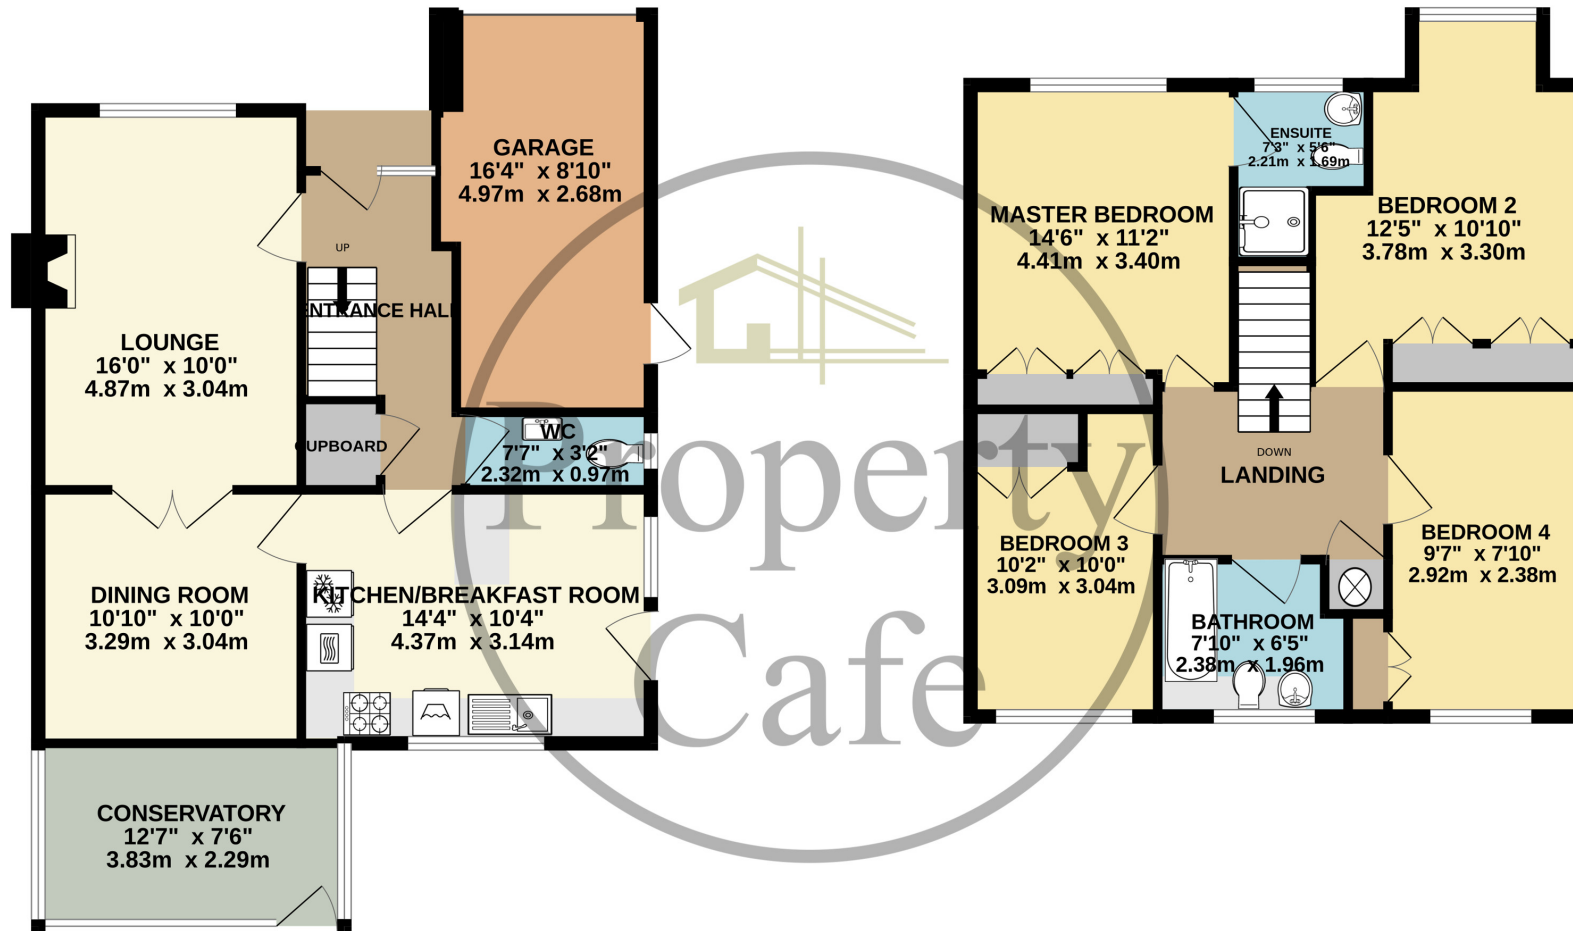 GARAGE
16'4" x 8'10"
4.97m x 2.68m
UP
ENTRANCE HALL
LOUNGE
16'0" x 10'0"
4.87m x 3.04m
CUPBOARD
WC
7'7" x 3'2"
2.32m x 0.97m
DINING ROOM
10'10" x 10'0"
3.29m x 3.04m
KITCHEN/BREAKFAST ROOM
14'4" x 10'4"
4.37m x 3.14m
CONSERVATORY
12'7" x 7'6"
3.83m x 2.29m
Property
Cafe
ENSUITE
7'3" x 5'6"
2.21m x 1.69m
MASTER BEDROOM
14'6" x 11'2"
4.41m x 3.40m
BEDROOM 2
12'5" x 10'10"
3.78m x 3.30m
DOWN
LANDING
BEDROOM 3
10'2" x 10'0"
3.09m x 3.04m
BEDROOM 4
9'7" x 7'10"
2.92m x 2.38m
BATHROOM
7'10" x 6'5"
2.38m x 1.96m